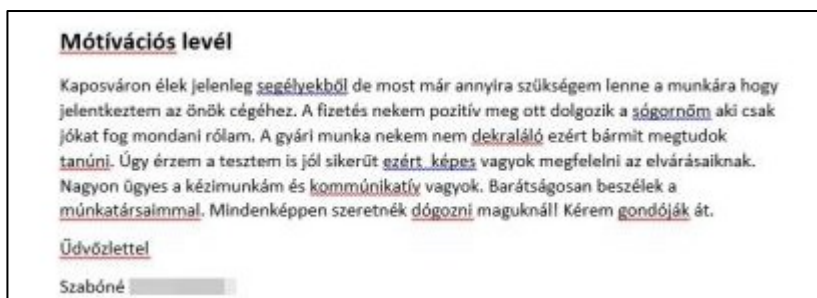 Mótívációs levél
Kaposváron élek jelenleg segélyekből de most már annyira szükségem lenne a munkára hogy
jelentkeztem az önök cégéhez. A fizetés nekem pozitív meg ott dolgozik a sógornőm aki csak
jókat fog mondani rólam. A gyári munka nekem nem dekraláló ezért bármit megtudok
tanúni. Úgy érzem a tesztem is jól sikerűt ezért képes vagyok megfelelni az elvárásaiknak.
Nagyon ügyes a kézimunkám és kommúnikatív vagyok. Barátságosan beszélek a
múnkatársaimmal. Mindenképpen szeretnék dógozni maguknál! Kérem gondóják át.
Űdvőzlettel
Szabóné